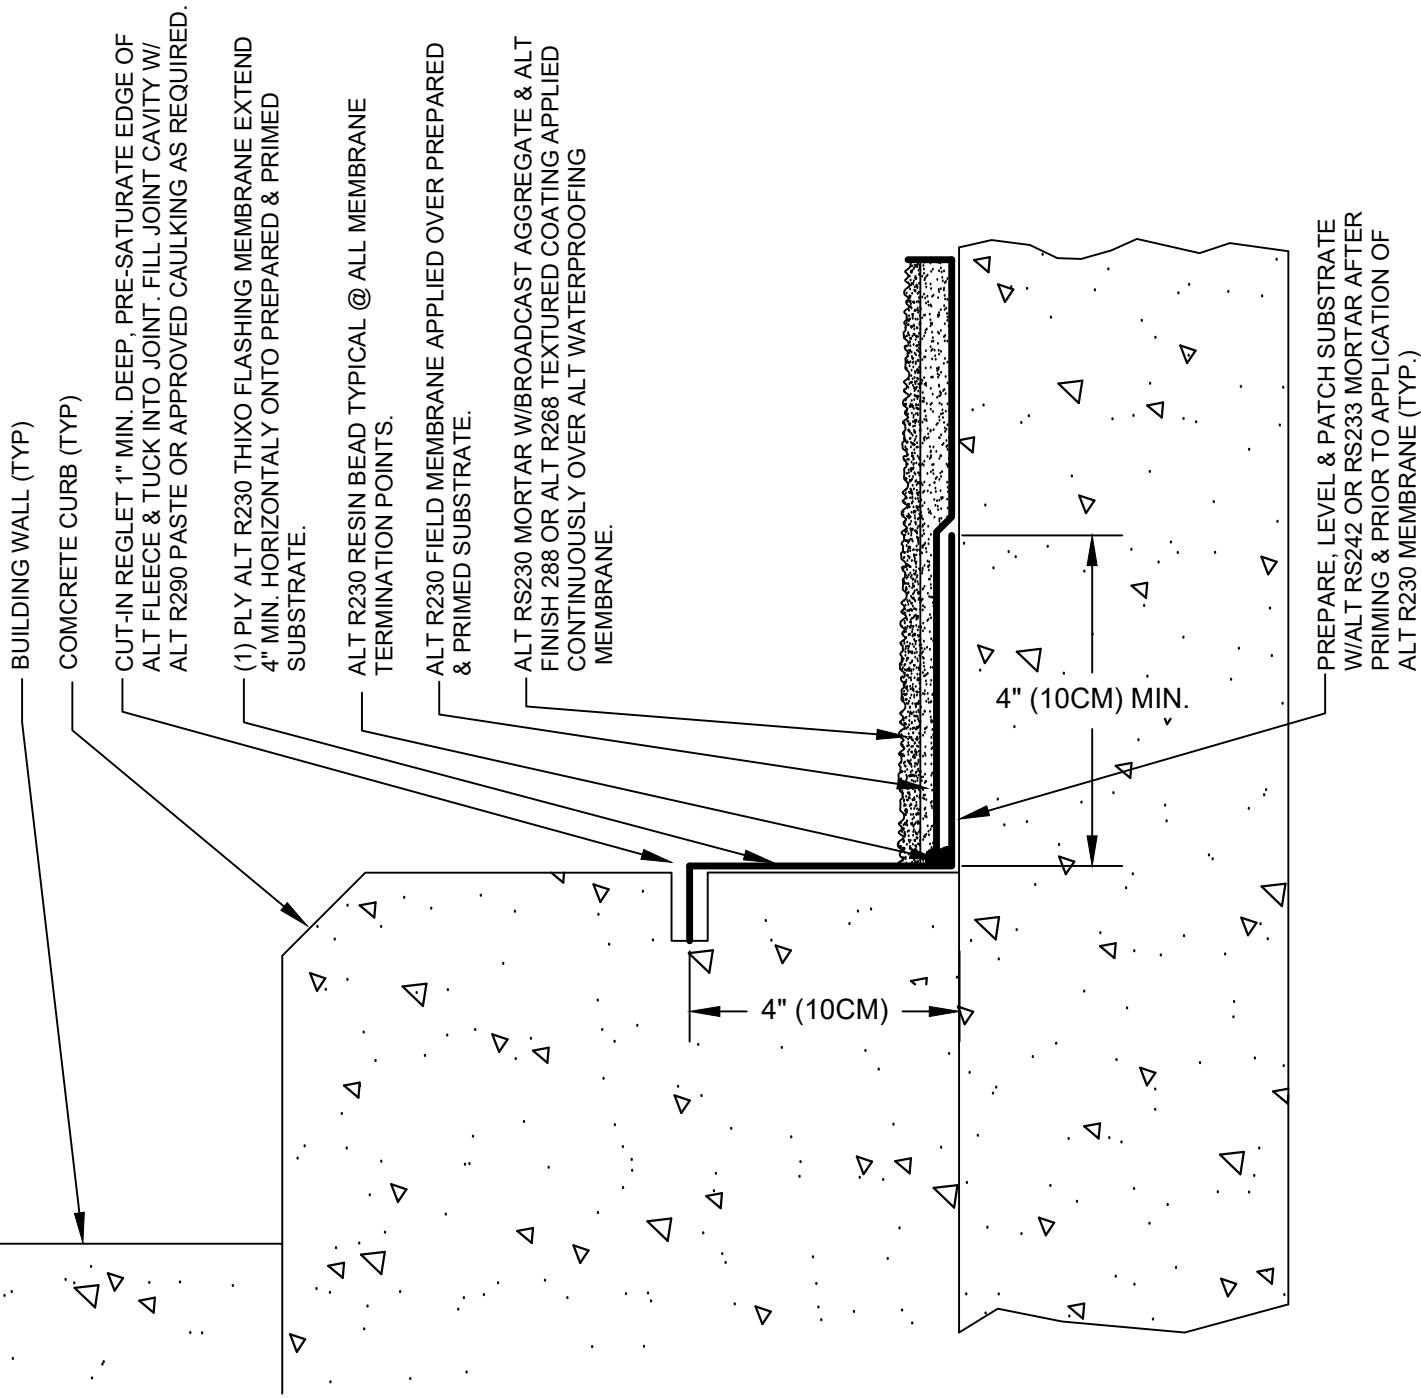 BUILDING WALL (TYP)
COMCRETE CURB (TYP)
CUT-IN REGLET 1" MIN. DEEP, PRE-SATURATE EDGE OF
ALT FLEECE & TUCK INTO JOINT. FILL JOINT CAVITY W/
ALT R290 PASTE OR APPROVED CAULKING AS REQUIRED.
(1) PLY ALT R230 THIXO FLASHING MEMBRANE EXTEND
4" MIN. HORIZONTALY ONTO PREPARED & PRIMED
SUBSTRATE.
ALT R230 RESIN BEAD TYPICAL @ ALL MEMBRANE
TERMINATION POINTS.
ALT R230 FIELD MEMBRANE APPLIED OVER PREPARED
& PRIMED SUBSTRATE.
ALT RS230 MORTAR W/BROADCAST AGGREGATE & ALT
FINISH 288 OR ALT R268 TEXTURED COATING APPLIED
CONTINUOUSLY OVER ALT WATERPROOFING
MEMBRANE.
4" (10CM) MIN.
4" (10CM)
PREPARE, LEVEL & PATCH SUBSTRATE
W/ALT RS242 OR RS233 MORTAR AFTER
PRIMING & PRIOR TO APPLICATION OF
ALT R230 MEMBRANE (TYP.)